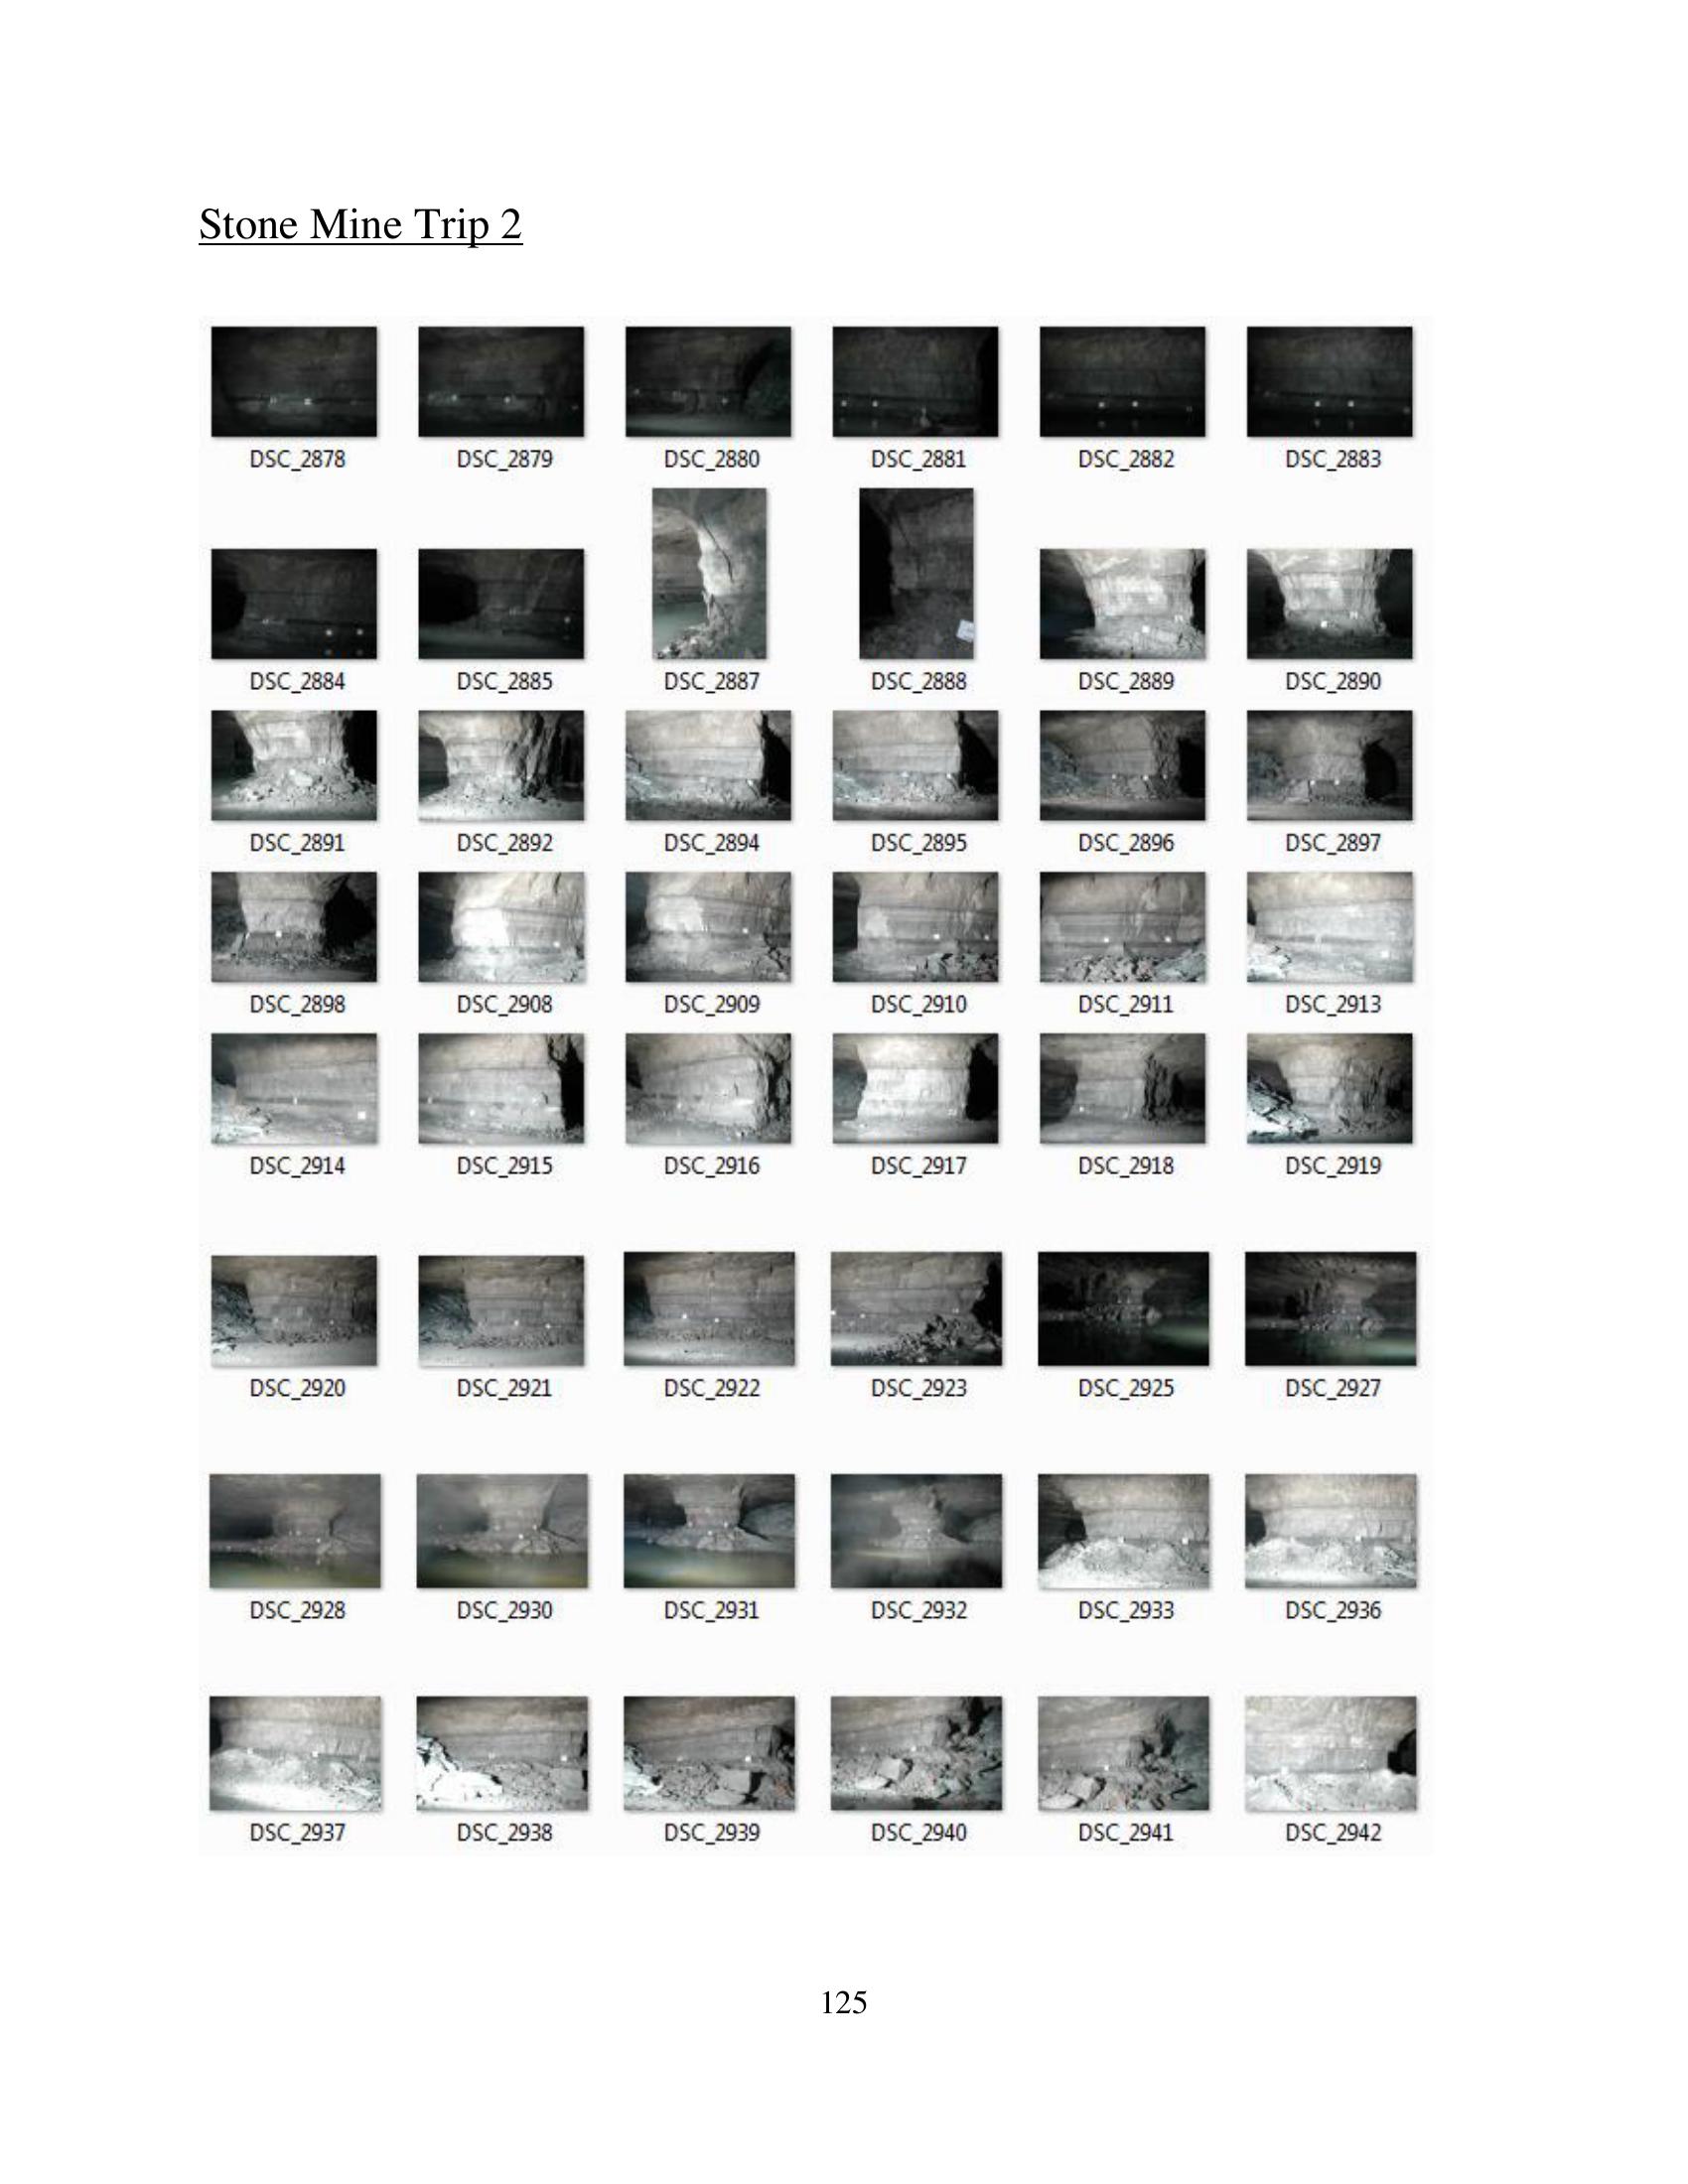 Stone Mine Trip 2
DSC_2878 DSC_2879 DSC_2880 DSC_2881 DSC_2882 DSC_2883
DSC_2884 DSC_2885 DSC_2887 DSC_2888 DSC_2889 DSC_2890
DSC_2891 DSC_2892 DSC_2894 DSC_2895 DSC_2896 DSC_2897
DSC_2898 DSC_2908 DSC_2909 DSC_2910 DSC_2911 DSC_2913
DSC_2914 DSC_2915 DSC_2916 DSC_2917 DSC_2918 DSC_2919
DSC_2920 DSC_2921 DSC_2922 DSC_2923 DSC_2925 DSC_2927
DSC_2928 DSC_2930 DSC_2931 DSC_2932 DSC_2933 DSC_2936
DSC_2937 DSC_2938 DSC_2939 DSC_2940 DSC_2941 DSC_2942
125